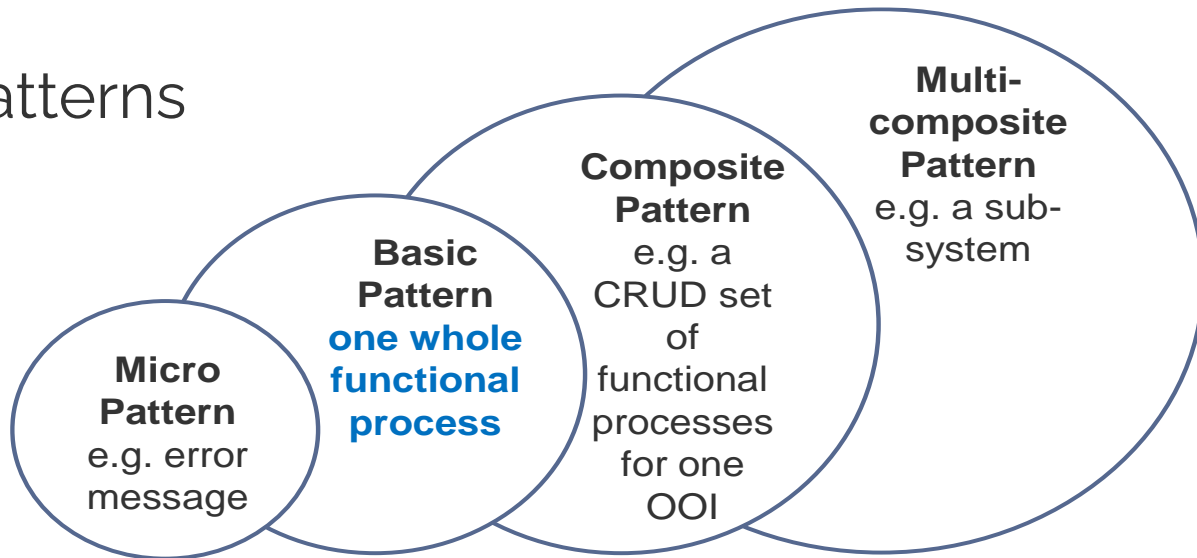 atterns
Micro
Pattern
e.g. error
message
Basic
Pattern
one whole
functional
process
Composite
Pattern
e.g. a
CRUD set
of
functional
processes
for one
OOI
Multi-
composite
Pattern
e.g. a sub-
system